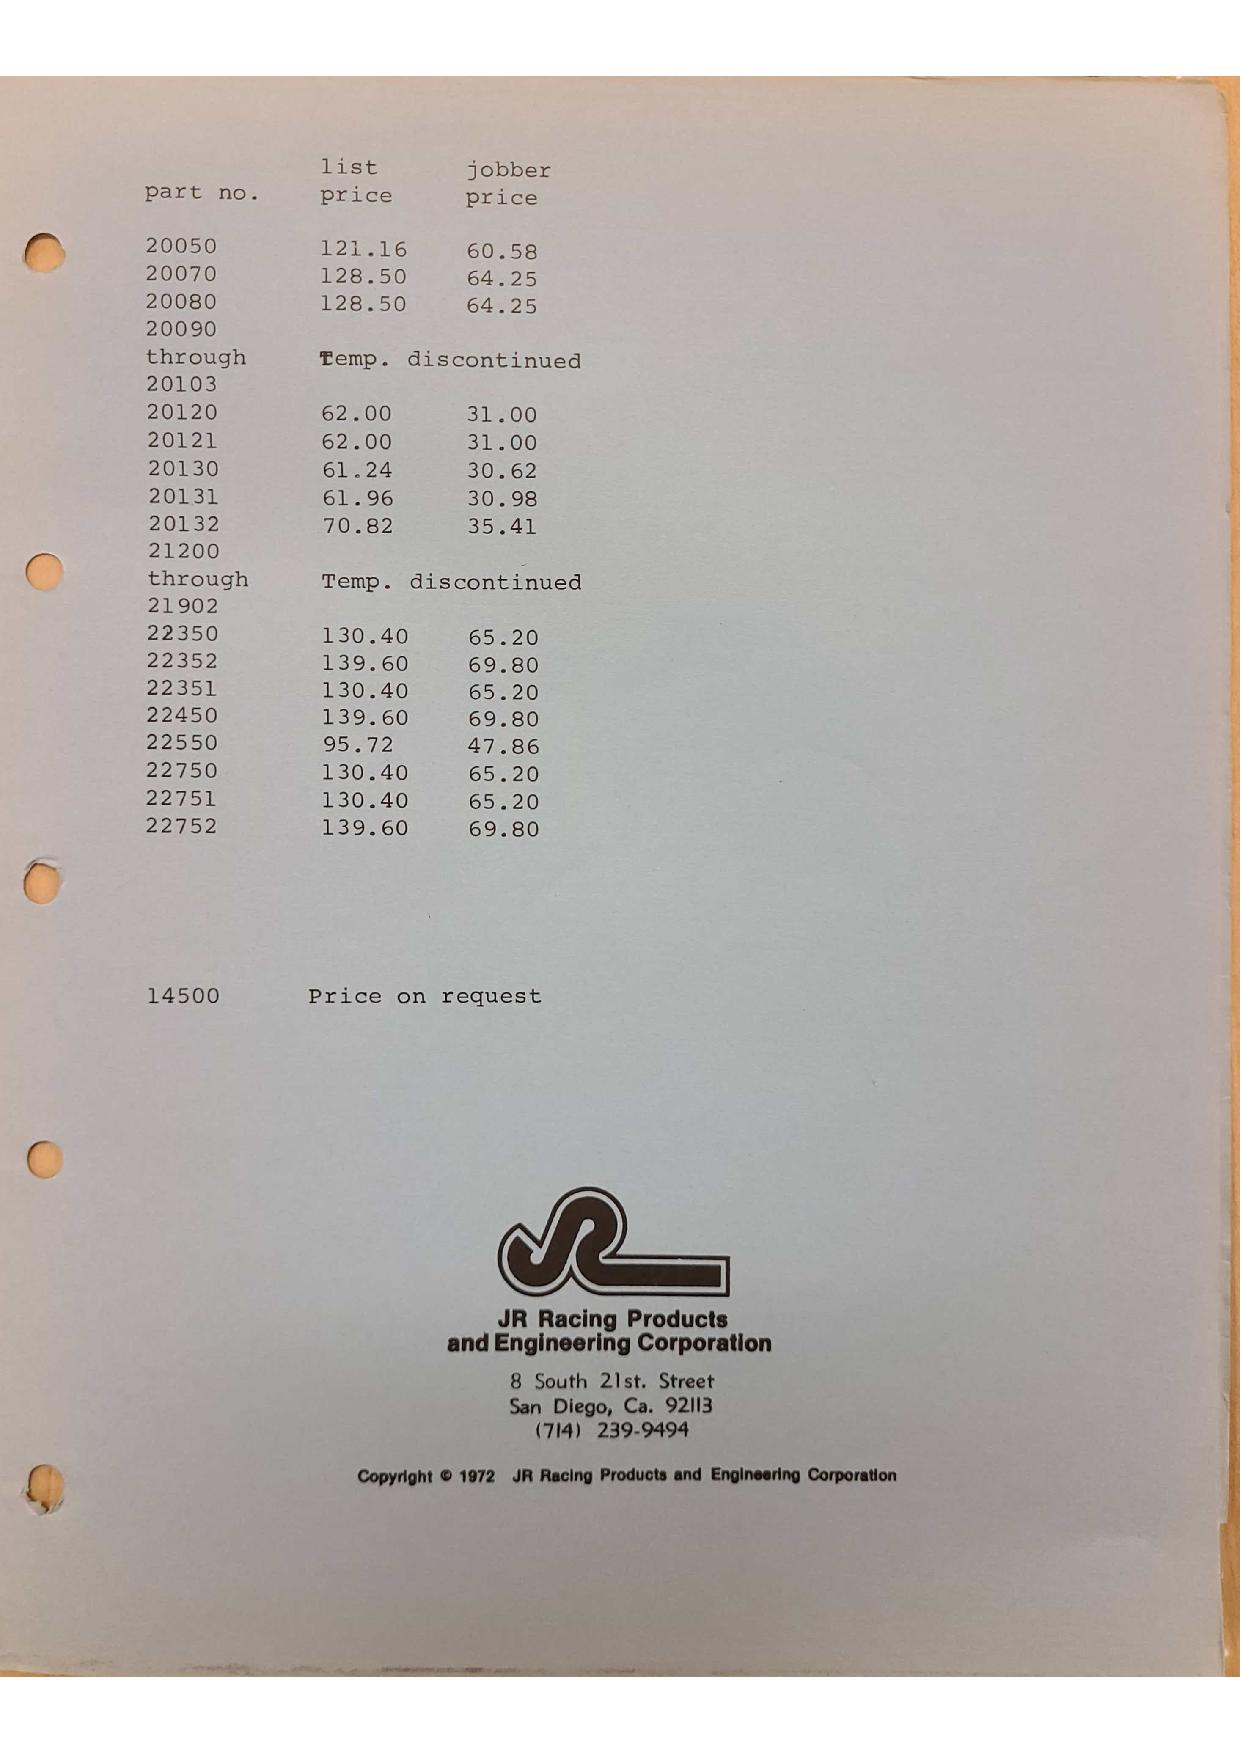 list jobber
part no. price price
20050 121.16 60.58
20070 128.50 64.25
20080 128.50 64.25
20090
through Temp. discontinued
20103
20120 62.00 31.00
20121 62.00 31.00
20130 61.24 30.62
20131 61.96 30.98
20132 70.82 35.41
21200
through Temp. discontinued
21902
22350 130.40 65.20
22352 139.60 69.80
22351 130.40 65.20
22450 139.60 69.80
22550 95.72 47.86
22750 130.40 65.20
22751 130.40 65.20
22752 139.60 69.80
14500 Price on request
JR
JR Racing Products
and Engineering Corporation
8 South 21st. Street
San Diego, Ca. 92113
(714) 239-9494
Copyright © 1972 JR Racing Products and Engineering Corporation